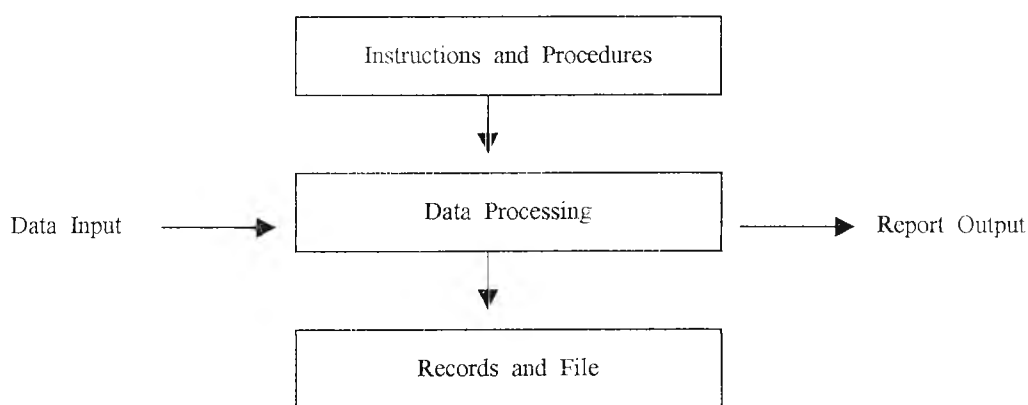 Instructions and Procedures
Data Input
Data Processing
Report Output
Records and File